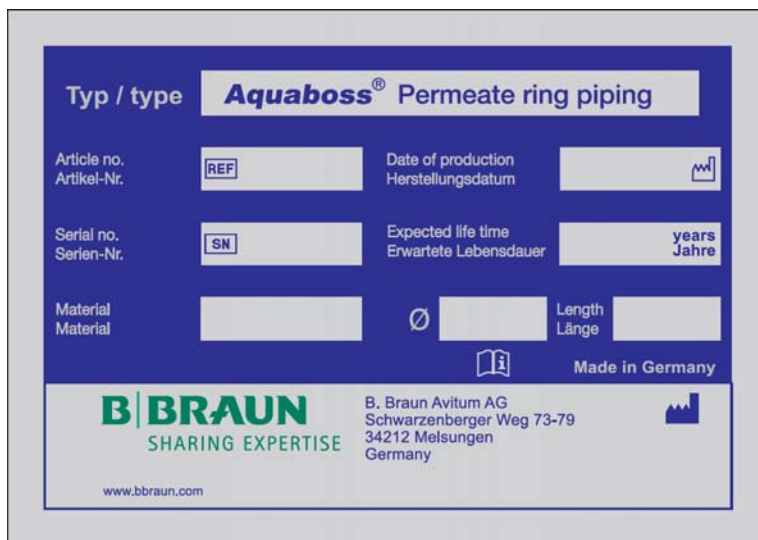 Typ / type
Aquaboss® Permeate ring piping
Article no.
Artikel-Nr.
REF
Date of production
Herstellungsdatum
Serial no.
Serien-Nr.
SN
Expected life time
Erwartete Lebensdauer
years
Jahre
Material
Material
Ø
Length
Länge
i
Made in Germany
B|BRAUN
SHARING EXPERTISE
B. Braun Avitum AG
Schwarzenberger Weg 73-79
34212 Melsungen
Germany
www.bbraun.com